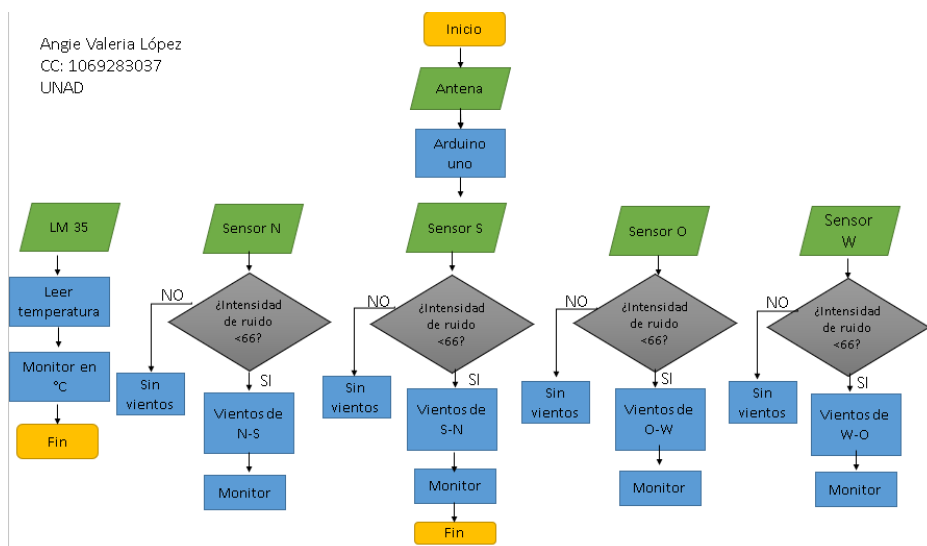 Angie Valeria López
CC: 1069283037
UNAD
Inicio
Antena
Arduino
uno
LM 35
Leer
temperatura
Monitor en
°C
Fin
Sensor N
¿Intensidad
de ruido
<66?
NO
Sin
vientos
SI
Vientos de
N-S
Monitor
Sensor S
¿Intensidad
de ruido
<66?
NO
Sin
vientos
SI
Vientos de
S-N
Monitor
Fin
Sensor O
¿Intensidad
de ruido
<66?
NO
Sin
vientos
SI
Vientos de
O-W
Monitor
Sensor
W
¿Intensidad
de ruido
<66?
NO
Sin
vientos
SI
Vientos de
W-O
Monitor